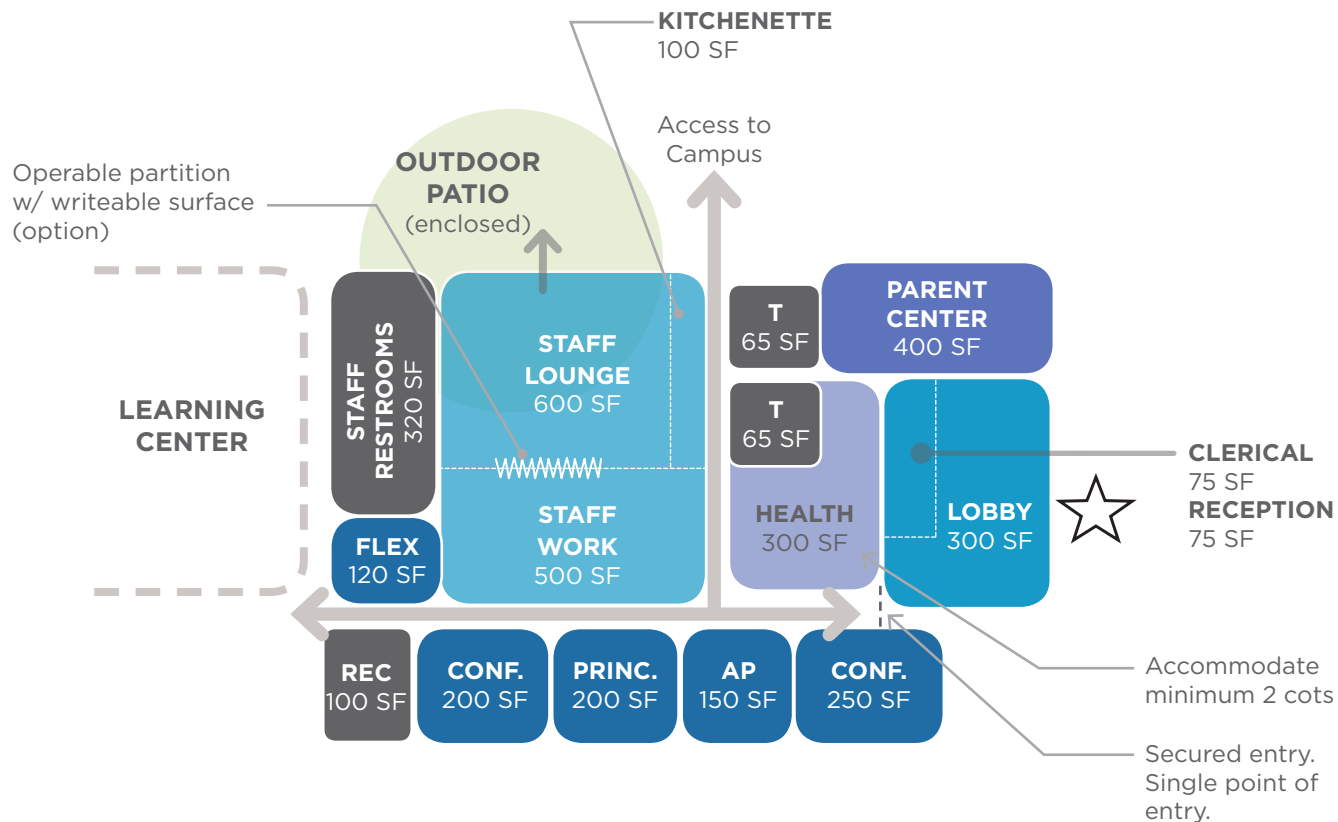 KITCHENETTE
100 SF
Access to
Campus
Operable partition
w/ writeable surface
(option)
OUTDOOR
PATIO
(enclosed)
LEARNING
CENTER
STAFF
RESTROOMS
320 SF
STAFF
LOUNGE
600 SF
T
65 SF
PARENT
CENTER
400 SF
T
65 SF
HEALTH
300 SF
LOBBY
300 SF
CLERICAL
75 SF
RECEPTION
75 SF
FLEX
120 SF
STAFF
WORK
500 SF
REC
100 SF
CONF.
200 SF
PRINC.
200 SF
AP
150 SF
CONF.
250 SF
Accommodate
minimum 2 cots
Secured entry.
Single point of
entry.